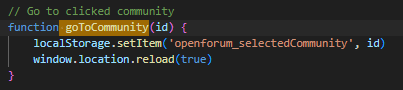 // Go to clicked community
function goToCommunity(id) {
    localStorage.setItem('openforum_selectedCommunity', id)
    window.location.reload(true)
}